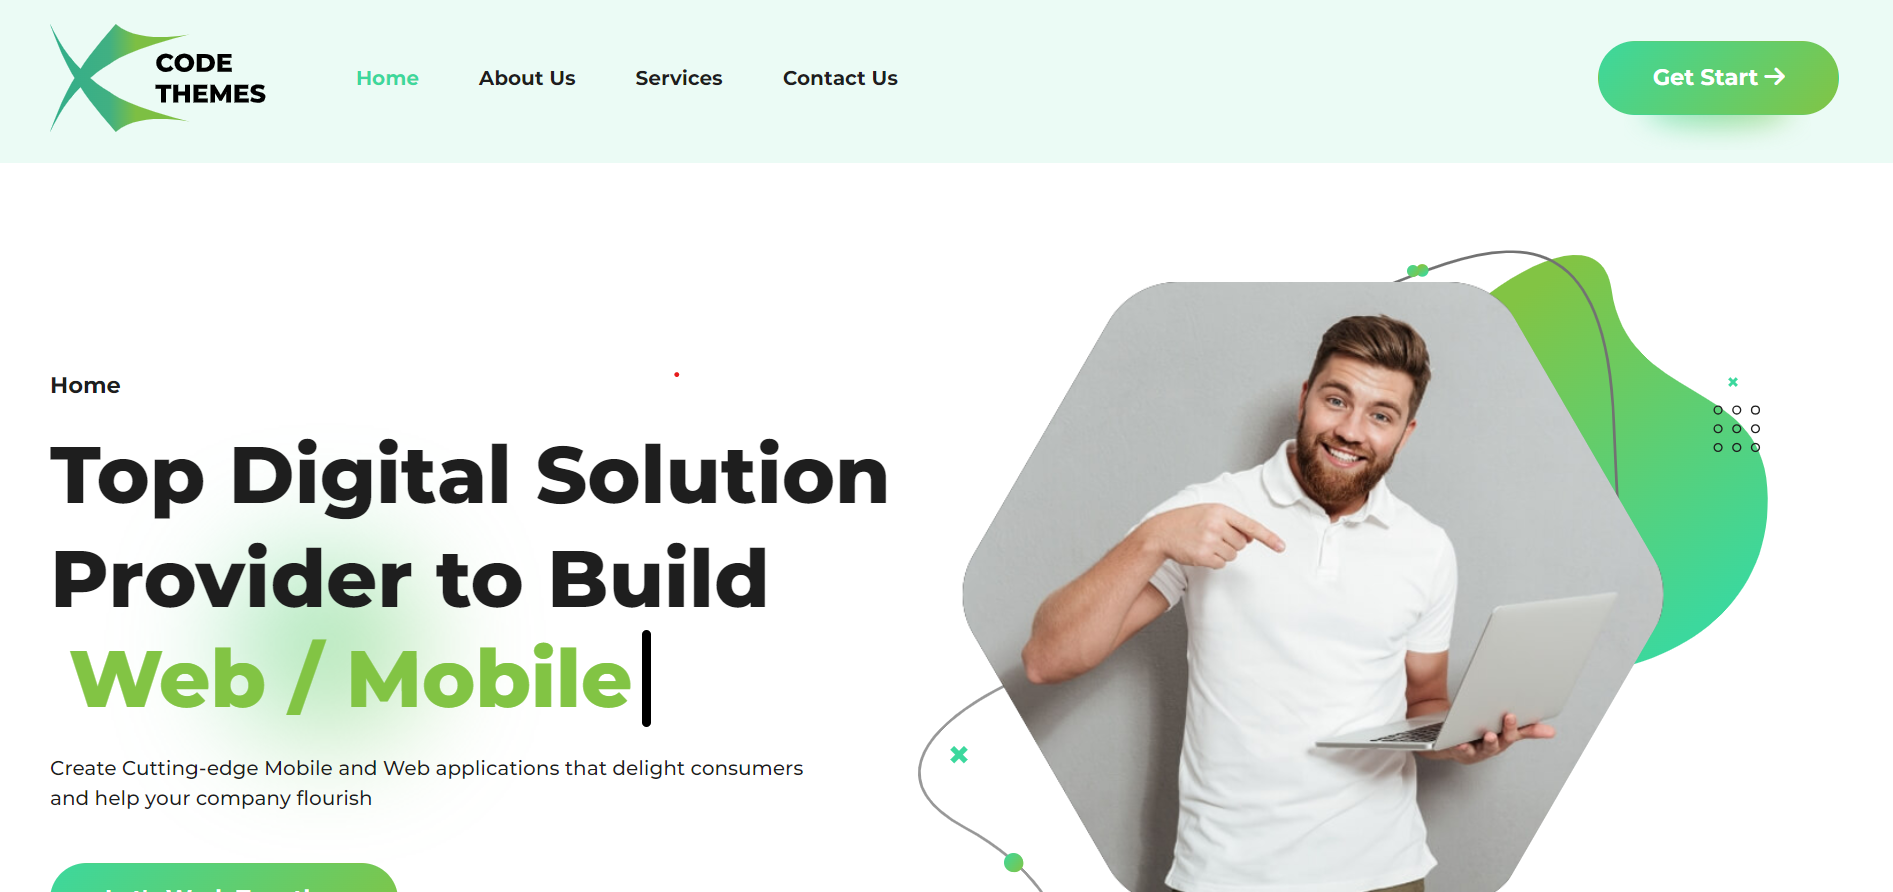 CODE
THEMES
Home
About Us
Services
Contact Us
Get Start
Home
Top Digital Solution
Provider to Build
Web / Mobile
Create Cutting-edge Mobile and Web applications that delight consumers
and help your company flourish